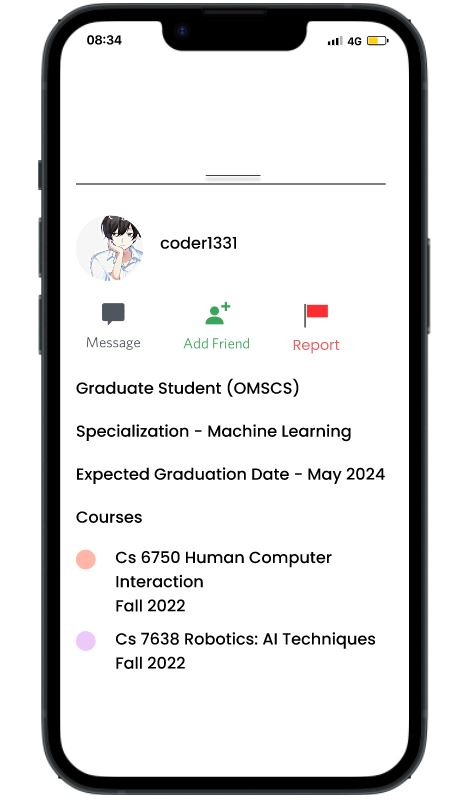 08:34
4G
coder1331
Message
Add Friend
Report
Graduate Student (OMSCS)
Specialization - Machine Learning
Expected Graduation Date - May 2024
Courses
Cs 6750 Human Computer
Interaction
Fall 2022
Cs 7638 Robotics: AI Techniques
Fall 2022